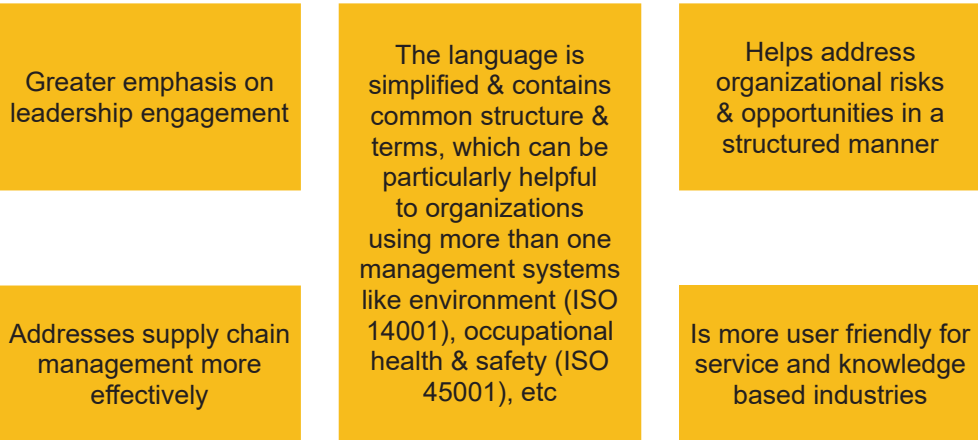 Greater emphasis on
leadership engagement
The language is
simplified & contains
common structure &
terms, which can be
particularly helpful
to organizations
using more than one
management systems
like environment (ISO
14001), occupational
health & safety (ISO
45001), etc
Helps address
organizational risks
& opportunities in a
structured manner
Addresses supply chain
management more
effectively
Is more user friendly for
service and knowledge
based industries